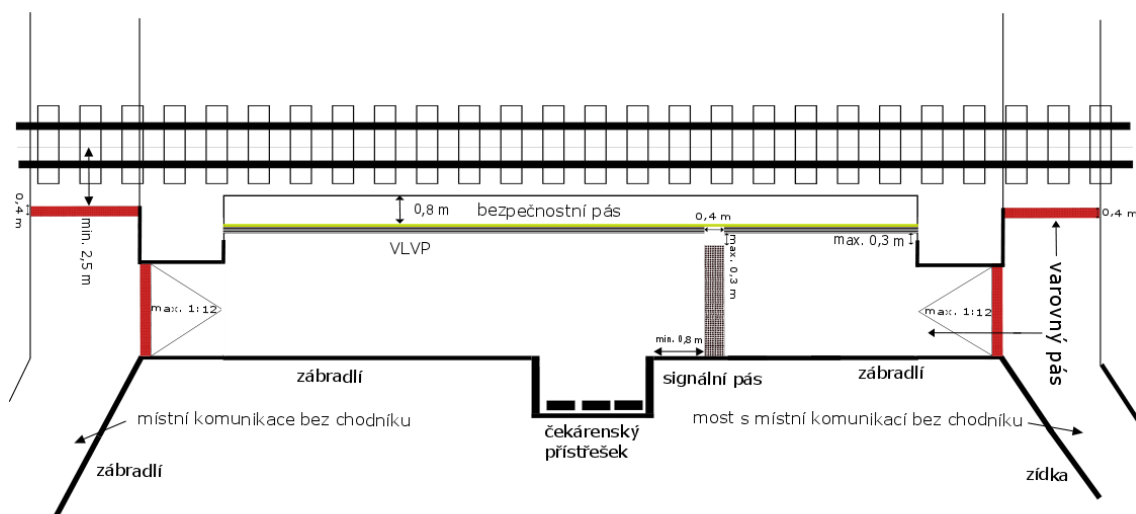 0,8 m
bezpečnostní pás
0,4 m
0,4 m
min. 2,5 m
0,4 m
VLVP
max. 0,3 m
max. 0,3 m
max. 1:12
max. 1:12
varovný pás
min. 0,8 m
zábradlí
signální pás
zábradlí
místní komunikace bez chodníku
most s místní komunikací bez chodníku
čekárenský
přístřešek
zábradlí
zídka